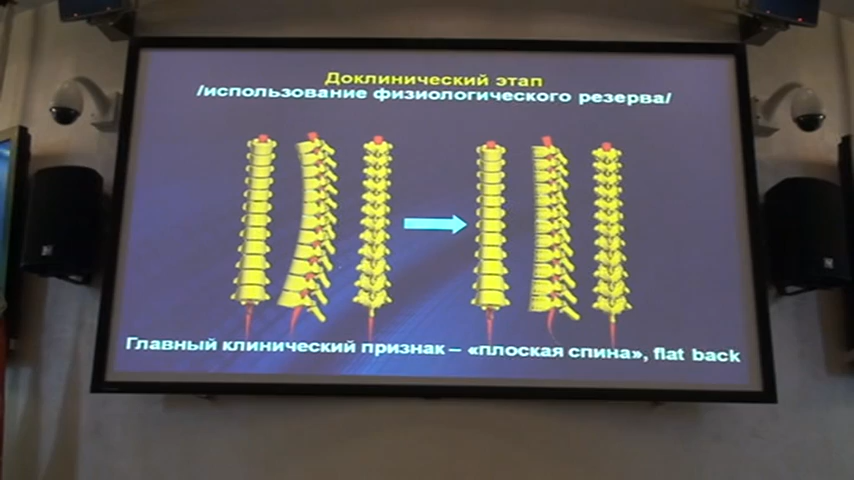 Доклинический этап
/использование физиологического резерва/
Главный клинический признак – «плоская спина», flat back